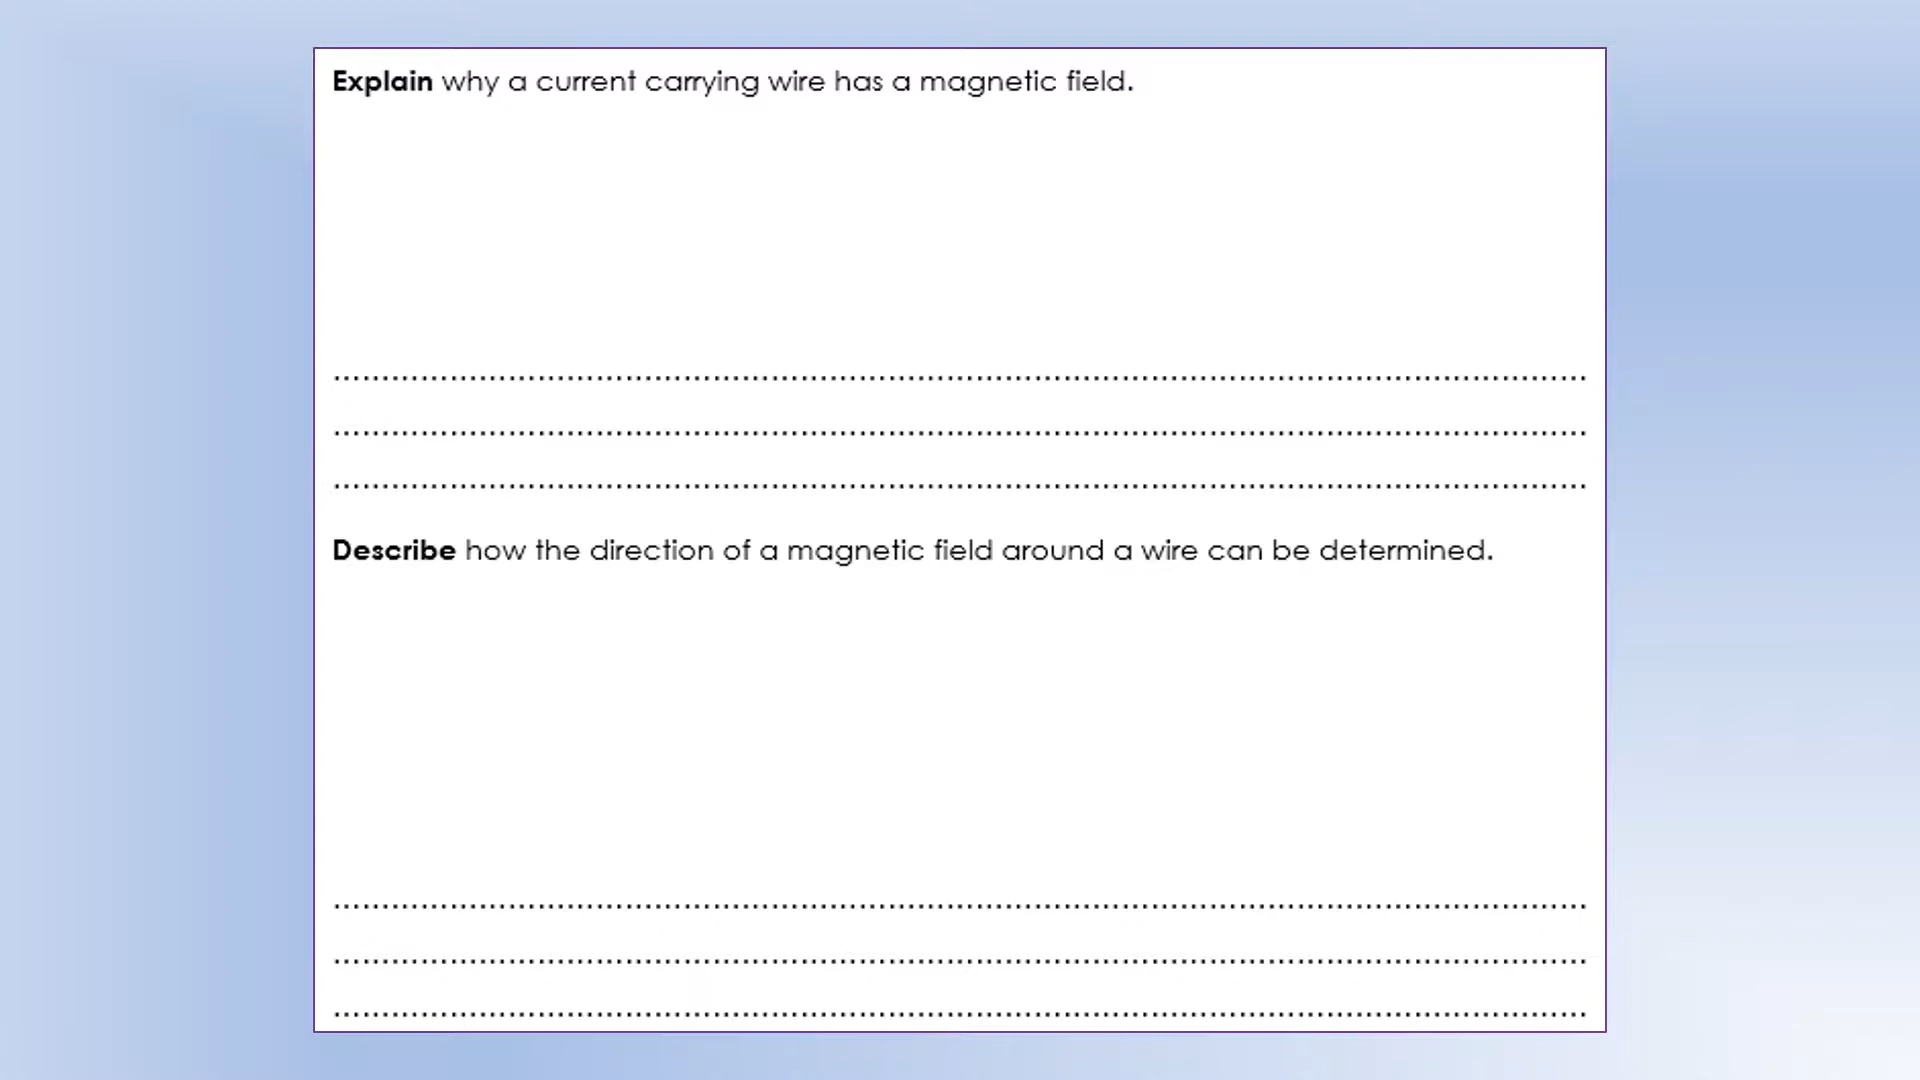 Explain why a current carrying wire has a magnetic field.
Describe how the direction of a magnetic field around a wire can be determined.